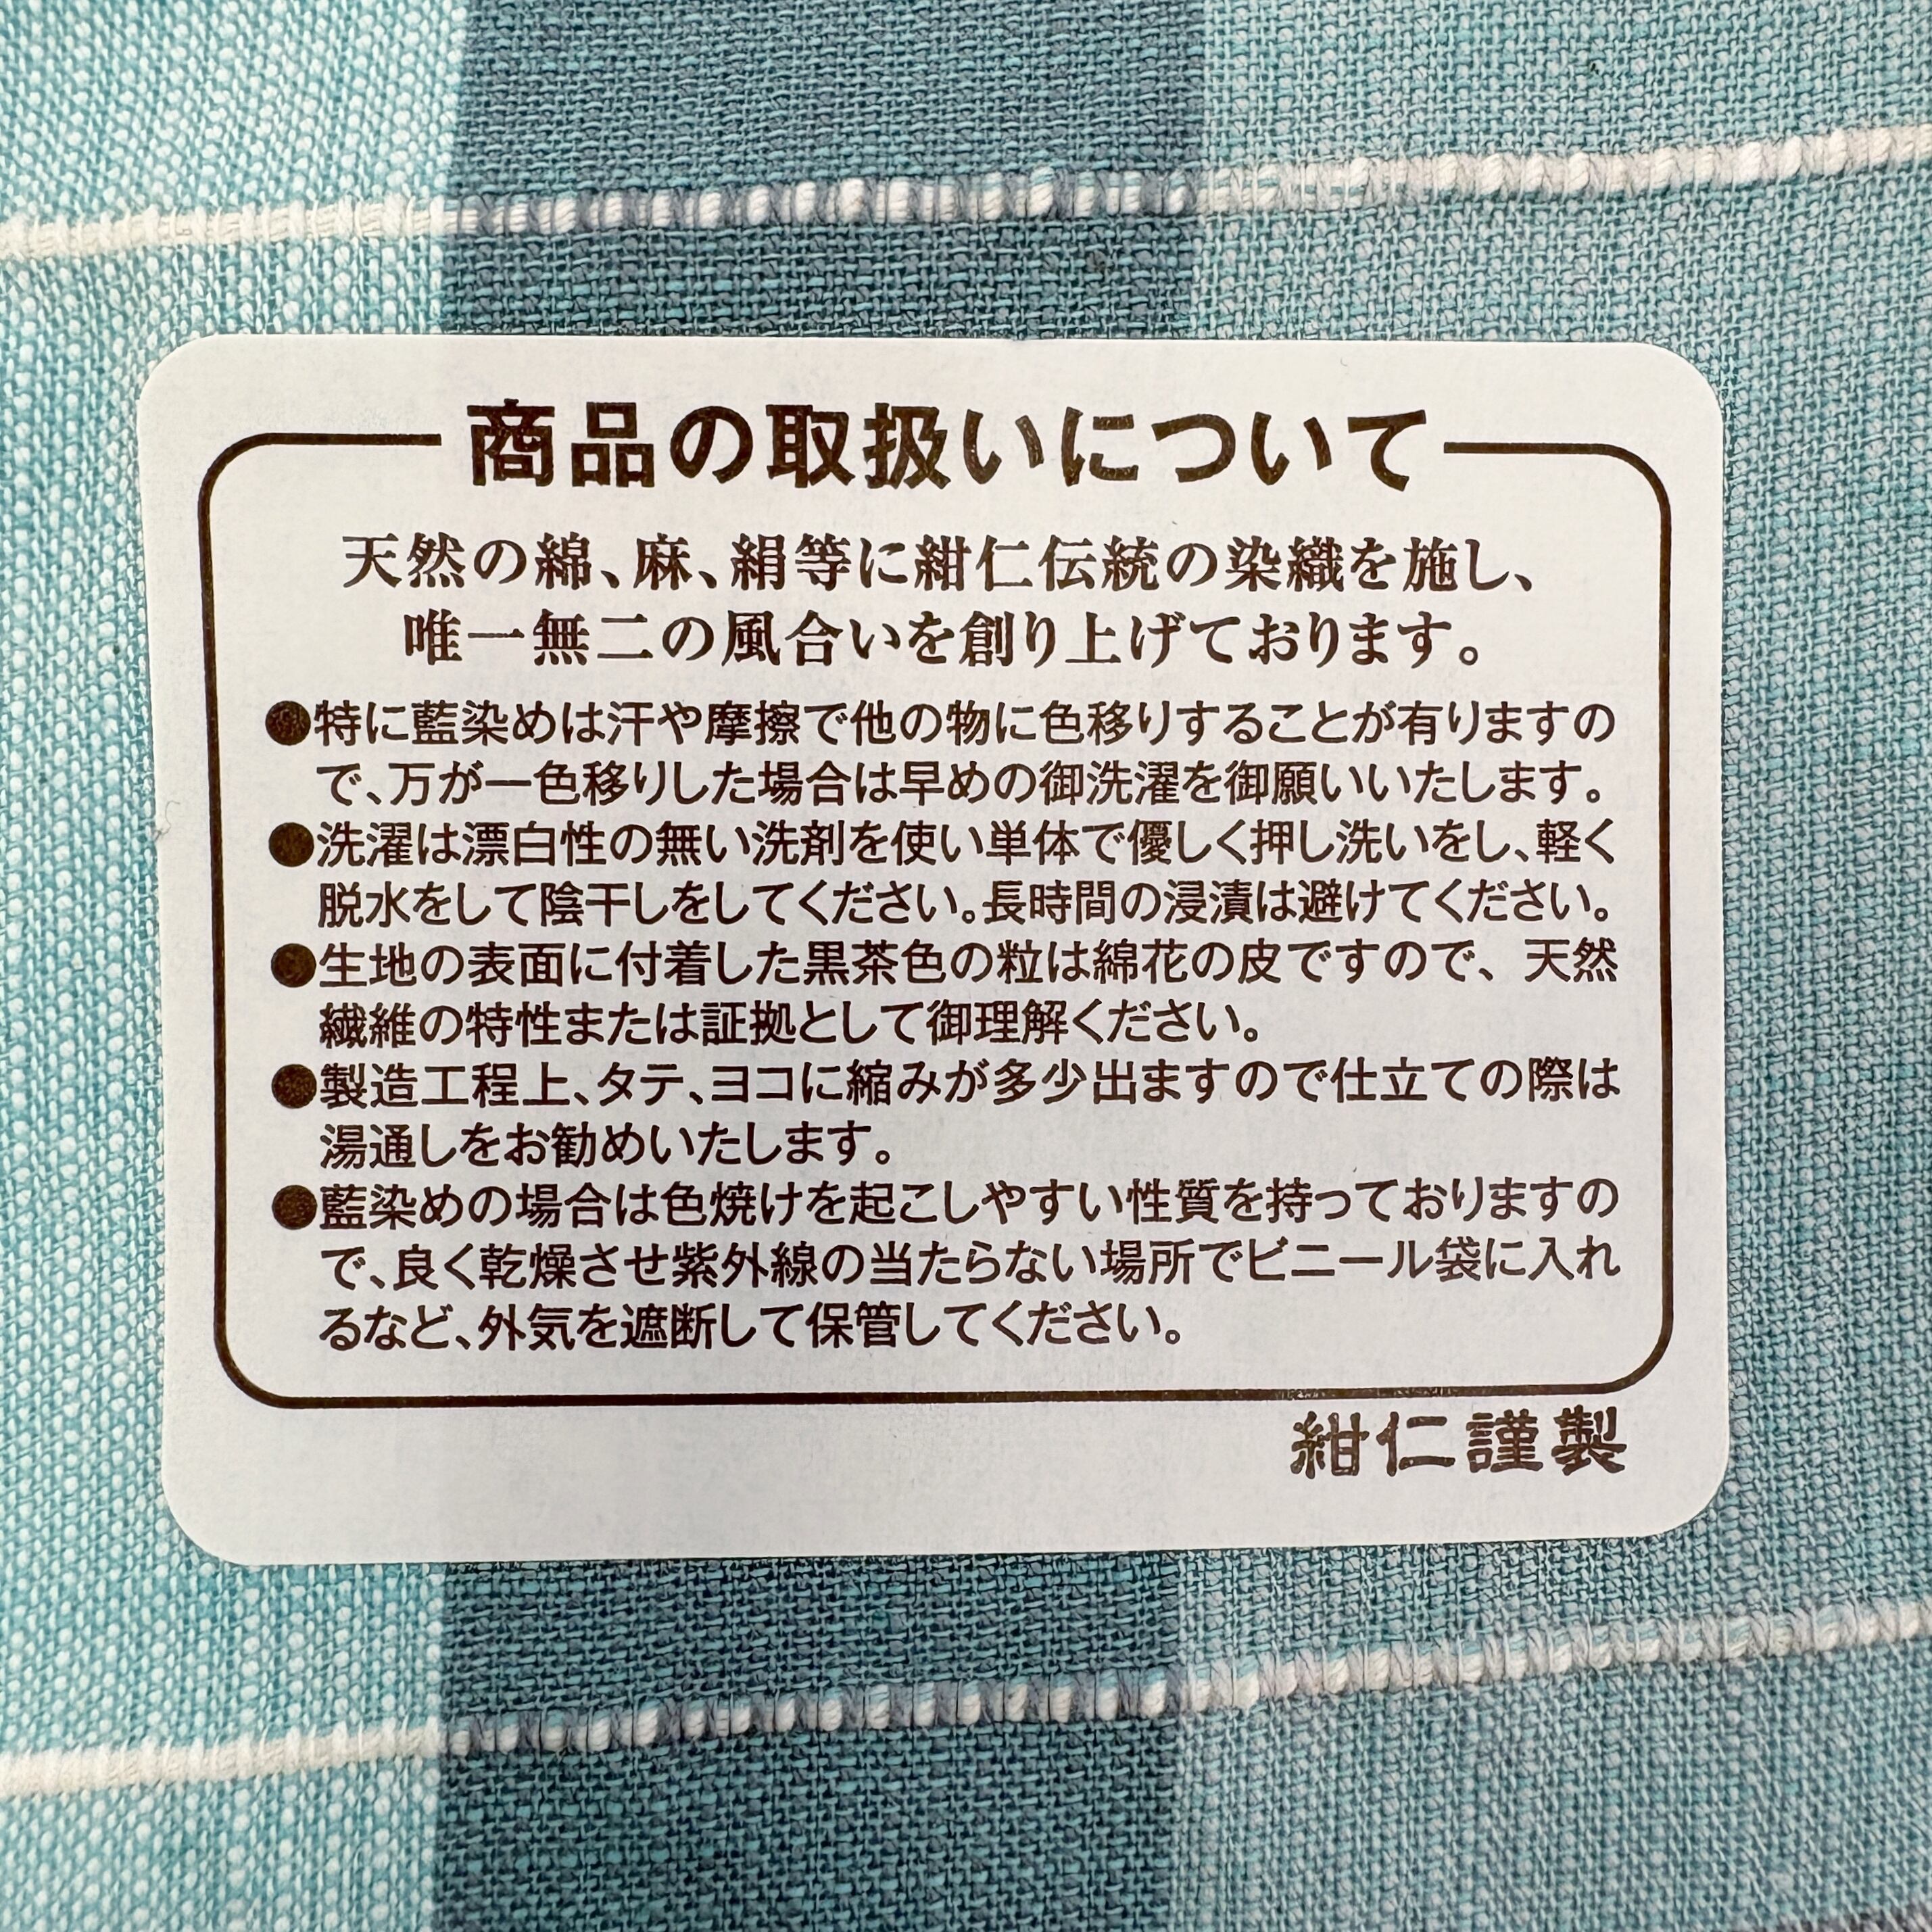 商品の取扱いについて
天然の綿、麻、絹等に紺仁伝統の染織を施し、
唯一無二の風合いを創り上げております。
●特に藍染めは汗や摩擦で他の物に色移りすることが有りますの
で、万が一色移りした場合は早めの御洗濯を御願いいたします。
●洗濯は漂白性の無い洗剤を使い単体で優しく押し洗いをし、軽く
脱水をして陰干しをしてください。長時間の浸漬は避けてください。
●生地の表面に付着した黒茶色の粒は綿花の皮ですので、天然
繊維の特性または証拠として御理解ください。
●製造工程上、タテ、ヨコに縮みが多少出ますので仕立ての際は
湯通しをお勧めいたします。
●藍染めの場合は色焼けを起こしやすい性質を持っておりますの
で、良く乾燥させ紫外線の当たらない場所でビニール袋に入れ
るなど、外気を遮断して保管してください。
紺仁謹製